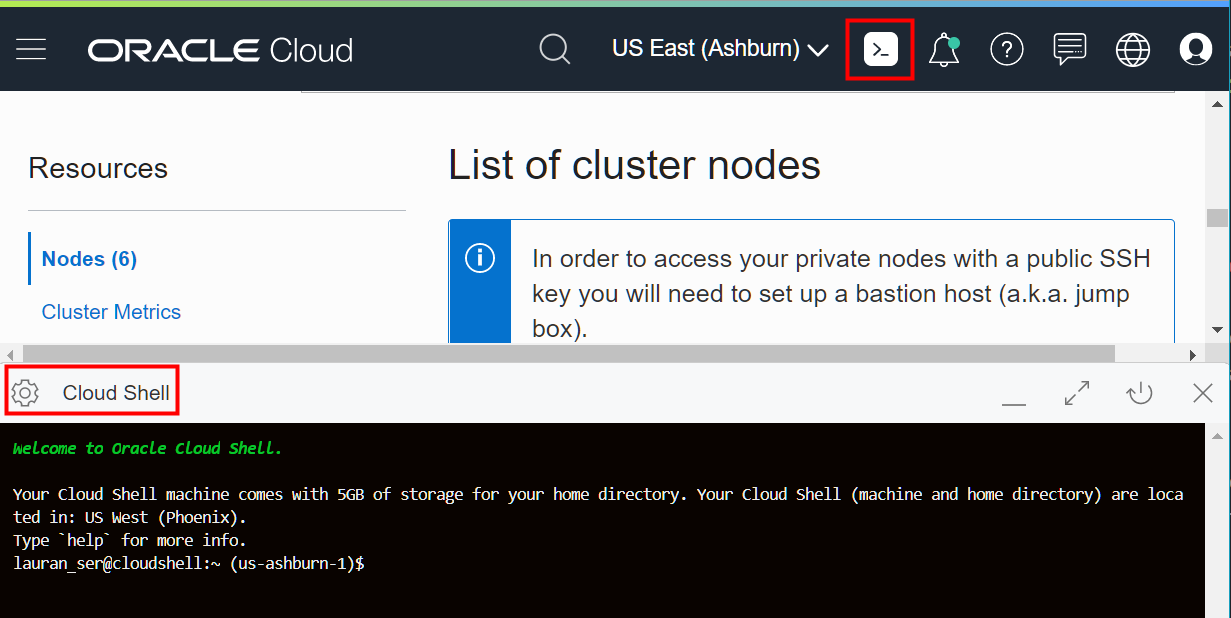 ORACLE Cloud
US East (Ashburn)
Resources
Nodes (6)
Cluster Metrics
List of cluster nodes
In order to access your private nodes with a public SSH
key you will need to set up a bastion host (a.k.a. jump
box).
Cloud Shell
Welcome to Oracle Cloud Shell.
Your Cloud Shell machine comes with 5GB of storage for your home directory. Your Cloud Shell (machine and home directory) are loca
ted in: US West (Phoenix).
Type `help` for more info.
lauran_ser@cloudshell:~ (us-ashburn-1)$